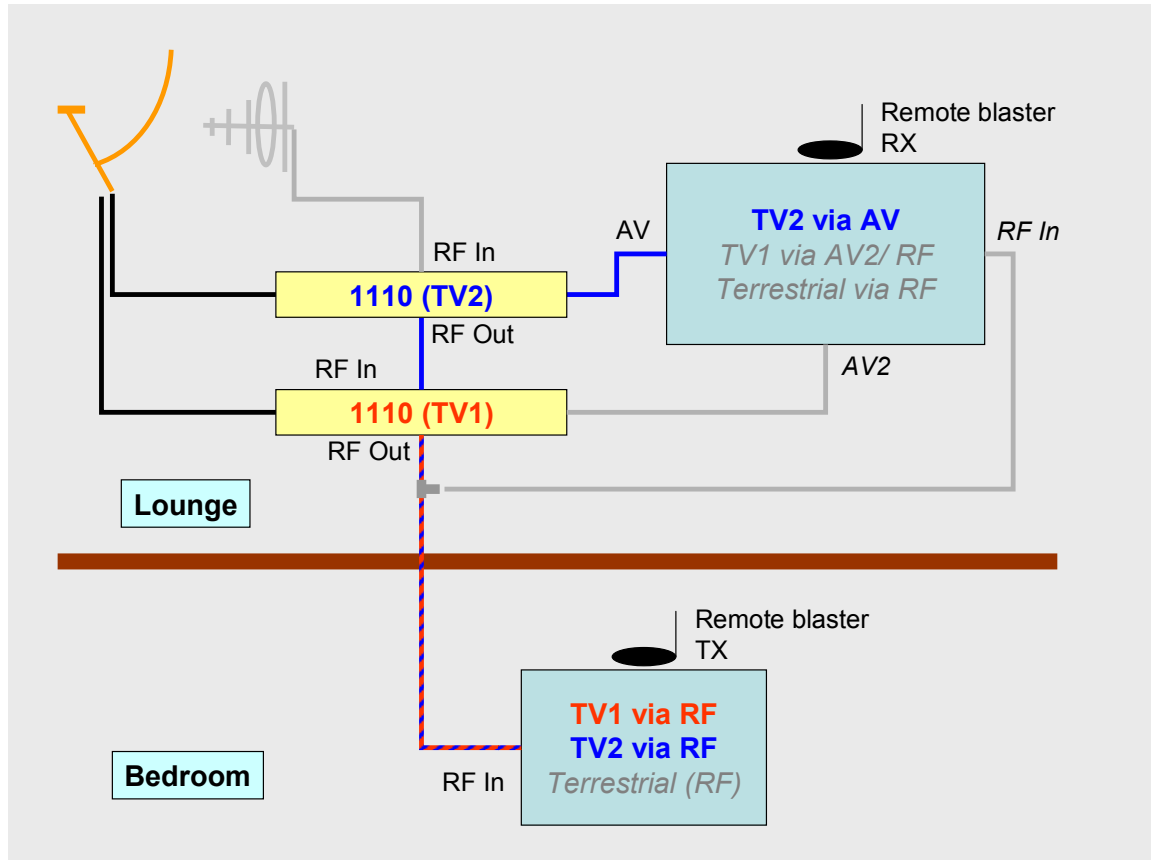 Remote blaster
RX
TV2 via AV
TV1 via AV2/ RF
Terrestrial via RF
AV
RF In
RF In
1110 (TV2)
RF Out
RF In
AV2
1110 (TV1)
RF Out
Lounge
Remote blaster
TX
TV1 via RF
TV2 via RF
Terrestrial (RF)
RF In
Bedroom